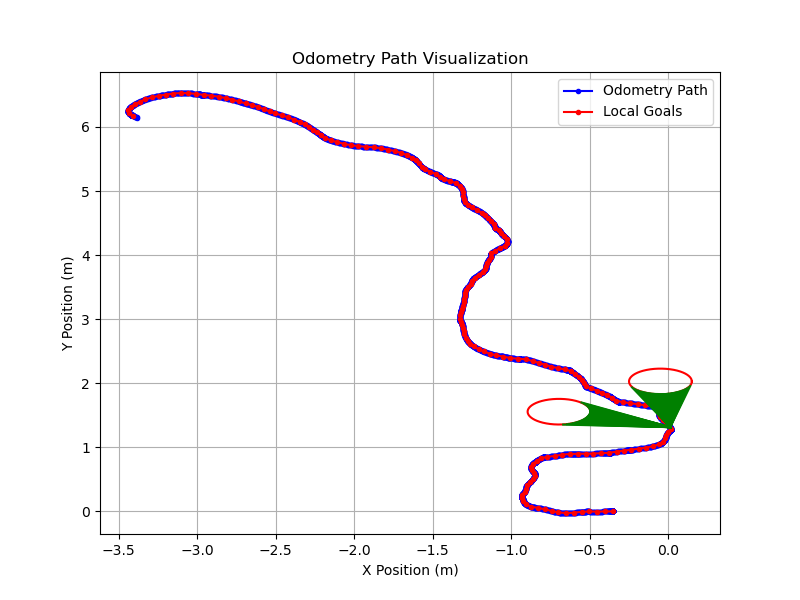 Odometry Path Visualization
Odometry Path
Local Goals
Y Position (m)
6
5
4
3
2
1
0
−3.5 −3.0 −2.5 −2.0 −1.5 −1.0 −0.5 0.0
X Position (m)